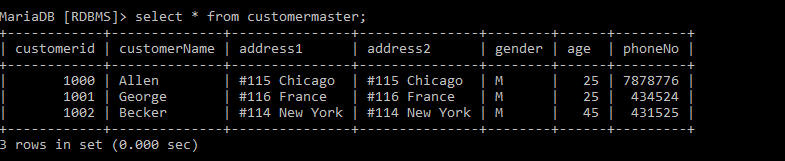 MariaDB [RDBMS]> select * from customermaster;
+------------+--------------+---------------+---------------+--------+------+---------+
| customerid | customerName | address1      | address2      | gender | age  | phoneNo |
+------------+--------------+---------------+---------------+--------+------+---------+
|       1000 | Allen        | #115 Chicago  | #115 Chicago  | M      |   25 | 7878776 |
|       1001 | George       | #116 France   | #116 France   | M      |   25 |  434524 |
|       1002 | Becker       | #114 New York | #114 New York | M      |   45 |  431525 |
+------------+--------------+---------------+---------------+--------+------+---------+
3 rows in set (0.000 sec)